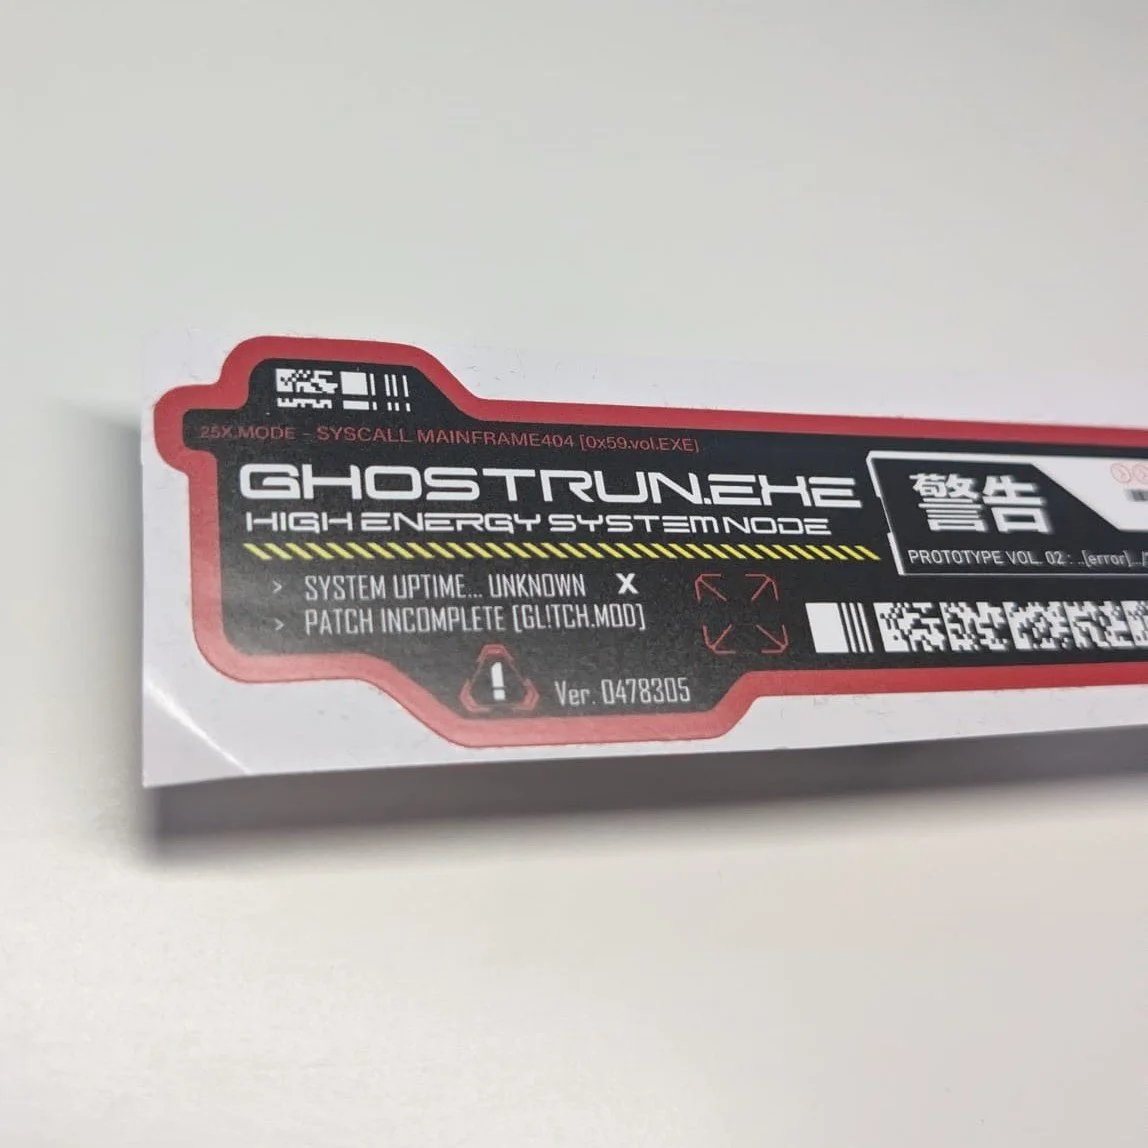 25X.MODE - SYSCALL MAINFRAME404 [0x59.vol.EXE]
GHOSTRUN.EXE
HIGH ENERGY SYSTEM NODE
> SYSTEM UPTIME... UNKNOWN X
> PATCH INCOMPLETE [GL!TCH.MOD]
! Ver. 0478305
警告
PROTOTYPE VOL. 02 : ..[error]../